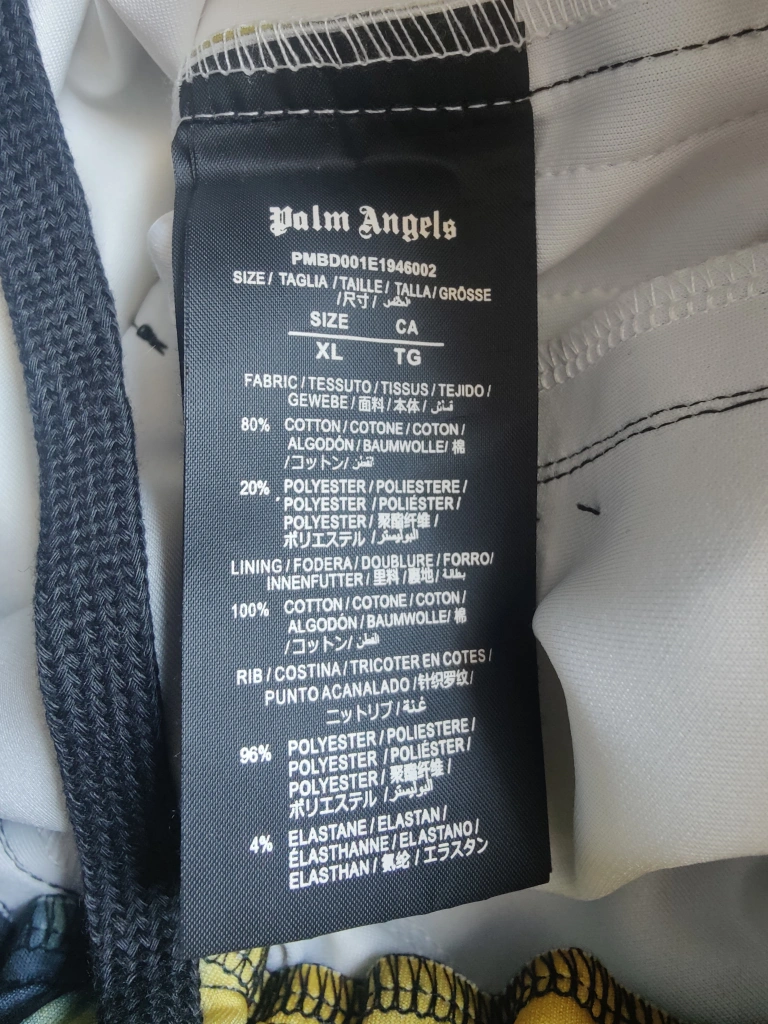 Palm Angels
PMBD001E1946002
SIZE / TAGLIA / TAILLE / TALLA / GRÖSSE
/ 尺寸 /
SIZE CA
XL TG
FABRIC / TESSUTO / TISSUS / TEJIDO /
GEWEBE / 面料 / 本体 / قماش
80% COTTON / COTONE / COTON /
ALGODÓN / BAUMWOLLE / 棉
/ コットン / القطن
20% POLYESTER / POLIESTERE /
POLYESTER / POLIÉSTER /
POLYESTER / 聚酯纤维 /
ポリエステル / البوليستر
LINING / FODERA / DOUBLURE / FORRO /
INNENFUTTER / 里料 / 裏地 / بطانة
100% COTTON / COTONE / COTON /
ALGODÓN / BAUMWOLLE / 棉
/ コットン / القطن
RIB / COSTINA / TRICOTER EN COTES /
PUNTO ACANALADO / 针织罗纹 /
ニットリブ / غنة
96% POLYESTER / POLIESTERE /
POLYESTER / POLIÉSTER /
POLYESTER / 聚酯纤维 /
ポリエステル / البوليستر
4% ELASTANE / ELASTAN /
ÉLASTHANNE / ELASTANO /
ELASTHAN / 氨纶 / エラスタン